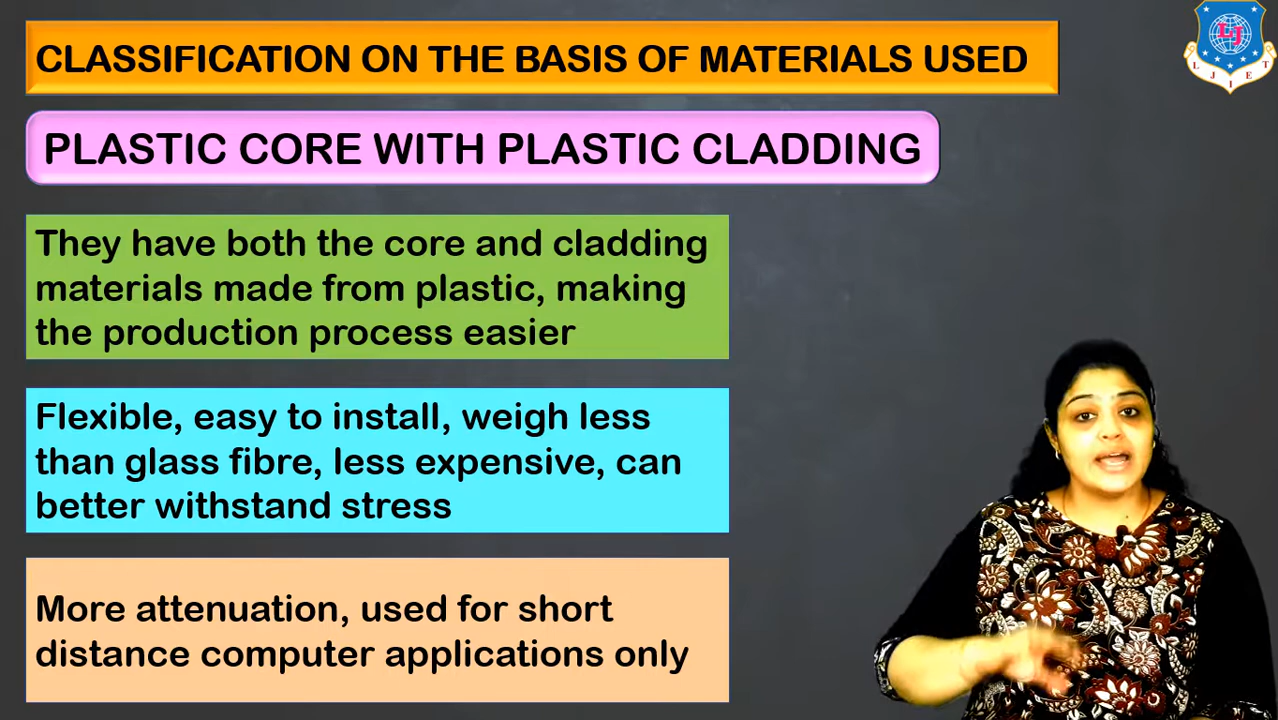 CLASSIFICATION ON THE BASIS OF MATERIALS USED
LJ
L J I E T
PLASTIC CORE WITH PLASTIC CLADDING
They have both the core and cladding
materials made from plastic, making
the production process easier
Flexible, easy to install, weigh less
than glass fibre, less expensive, can
better withstand stress
More attenuation, used for short
distance computer applications only